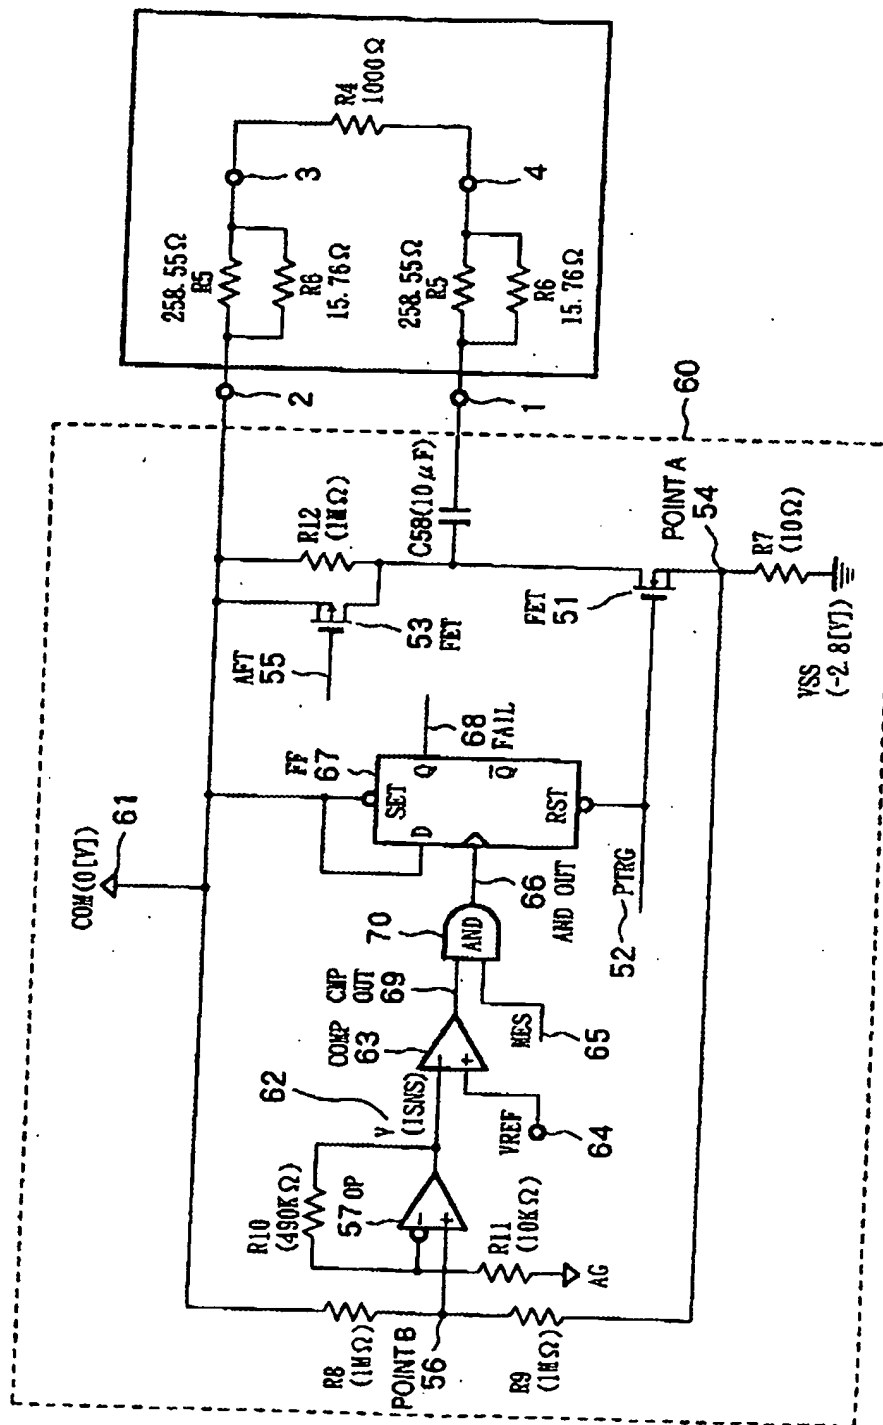 COM(0[V])
61
R4
1000Ω
3
4
258.55Ω
R5
R6
15.76Ω
258.55Ω
R5
R6
15.76Ω
2
1
60
R12
(1MΩ)
C58(10μF)
POINT A
54
R7
(10Ω)
AFT
55
53
FET
FET
51
VSS
(-2.8[V])
FF
67
SET
D
Q
Q̅
RST
68
FAIL
66
AND OUT
52
PTRG
70
AND
CMP
OUT
69
COMP
63
-
+
MES
65
62
V
(ISNS)
VREF
64
R10
(490KΩ)
57 OP
-
+
R11
(10KΩ)
AG
R8
(1MΩ)
POINT B
56
R9
(1MΩ)